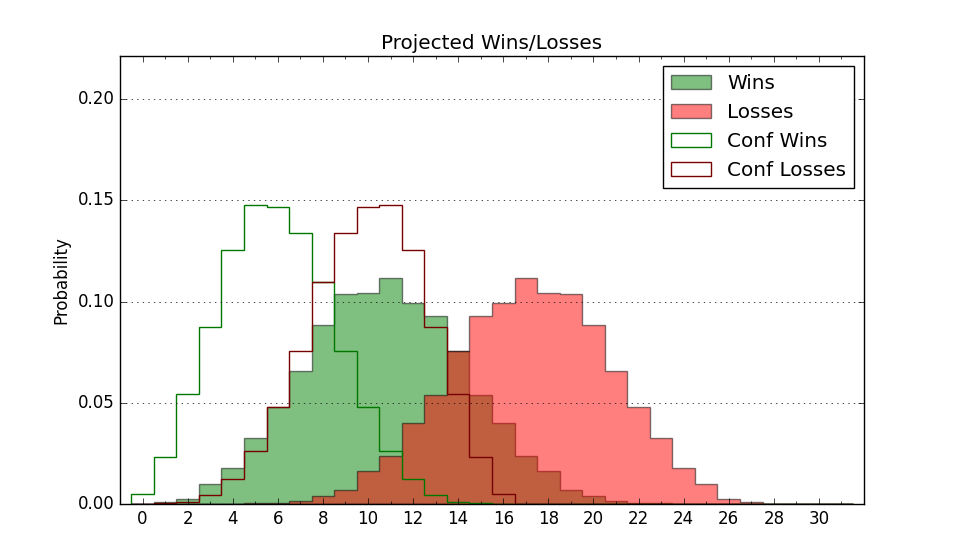 Projected Wins/Losses
Wins
Losses
Conf Wins
Conf Losses
Probability
0.20
0.15
0.10
0.05
0.00
0 2 4 6 8 10 12 14 16 18 20 22 24 26 28 30